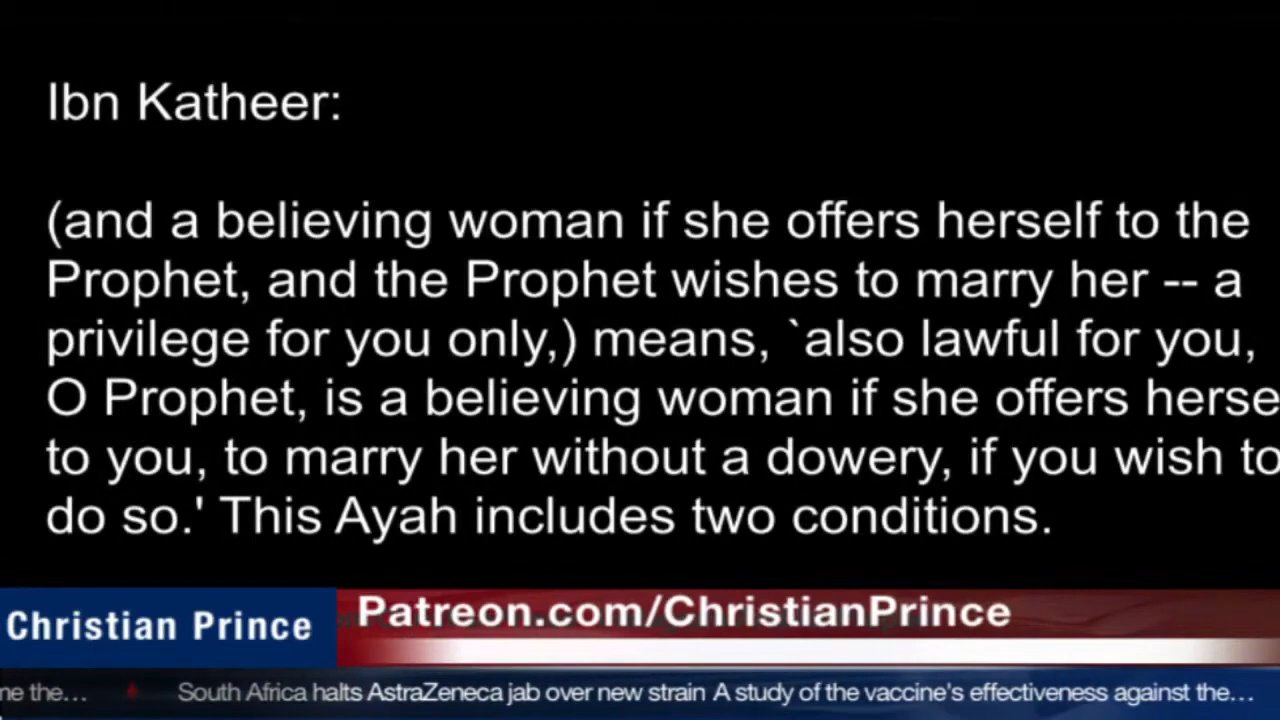 Ibn Katheer:
(and a believing woman if she offers herself to the
Prophet, and the Prophet wishes to marry her -- a
privilege for you only,) means, `also lawful for you,
O Prophet, is a believing woman if she offers herse
to you, to marry her without a dowery, if you wish to
do so.' This Ayah includes two conditions.
Christian Prince
Patreon.com/ChristianPrince
me the... South Africa halts AstraZeneca jab over new strain A study of the vaccine's effectiveness against the...